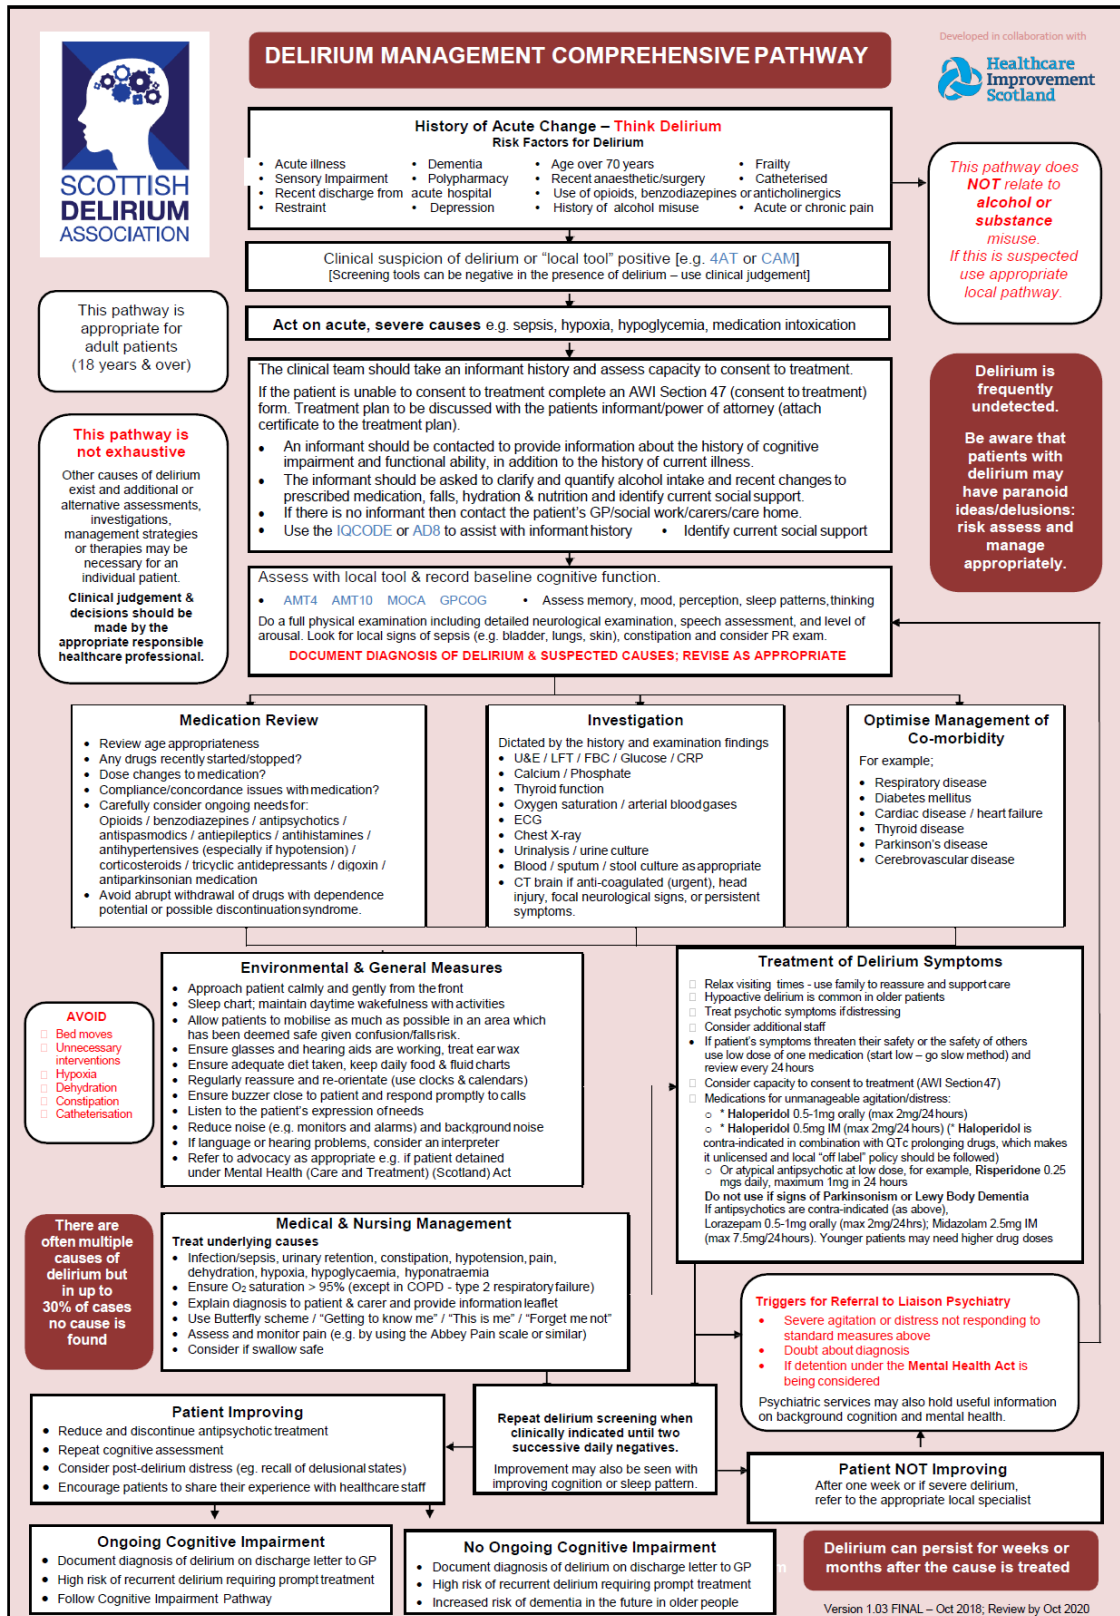 SCOTTISH
DELIRIUM
ASSOCIATION
DELIRIUM MANAGEMENT COMPREHENSIVE PATHWAY
Developed in collaboration with
Healthcare
Improvement
Scotland
History of Acute Change – Think Delirium
Risk Factors for Delirium
• Acute illness • Dementia • Age over 70 years • Frailty
• Sensory Impairment • Polypharmacy • Recent anaesthetic/surgery • Catheterised
• Recent discharge from acute hospital • Use of opioids, benzodiazepines or anticholinergics
• Restraint • Depression • History of alcohol misuse • Acute or chronic pain
This pathway does
NOT relate to
alcohol or
substance
misuse.
If this is suspected
use appropriate
local pathway.
Clinical suspicion of delirium or “local tool” positive [e.g. 4AT or CAM]
[Screening tools can be negative in the presence of delirium – use clinical judgement]
This pathway is
appropriate for
adult patients
(18 years & over)
Act on acute, severe causes e.g. sepsis, hypoxia, hypoglycemia, medication intoxication
The clinical team should take an informant history and assess capacity to consent to treatment.
If the patient is unable to consent to treatment complete an AWI Section 47 (consent to treatment)
form. Treatment plan to be discussed with the patients informant/power of attorney (attach
certificate to the treatment plan).
• An informant should be contacted to provide information about the history of cognitive
impairment and functional ability, in addition to the history of current illness.
• The informant should be asked to clarify and quantify alcohol intake and recent changes to
prescribed medication, falls, hydration & nutrition and identify current social support.
• If there is no informant then contact the patient's GP/social work/carers/care home.
• Use the IQCODE or AD8 to assist with informant history • Identify current social support
Delirium is
frequently
undetected.
Be aware that
patients with
delirium may
have paranoid
ideas/delusions:
risk assess and
manage
appropriately.
This pathway is
not exhaustive
Other causes of delirium
exist and additional or
alternative assessments,
investigations,
management strategies
or therapies may be
necessary for an
individual patient.
Clinical judgement &
decisions should be
made by the
appropriate responsible
healthcare professional.
Assess with local tool & record baseline cognitive function.
• AMT4 AMT10 MOCA GPCOG • Assess memory, mood, perception, sleep patterns, thinking
Do a full physical examination including detailed neurological examination, speech assessment, and level of
arousal. Look for local signs of sepsis (e.g. bladder, lungs, skin), constipation and consider PR exam.
DOCUMENT DIAGNOSIS OF DELIRIUM & SUSPECTED CAUSES; REVISE AS APPROPRIATE
Medication Review
• Review age appropriateness
• Any drugs recently started/stopped?
• Dose changes to medication?
• Compliance/concordance issues with medication?
• Carefully consider ongoing needs for:
Opioids / benzodiazepines / antipsychotics /
antispasmodics / antiepileptics / antihistamines /
antihypertensives (especially if hypotension) /
corticosteroids / tricyclic antidepressants / digoxin /
antiparkinsonian medication
• Avoid abrupt withdrawal of drugs with dependence
potential or possible discontinuation syndrome.
Investigation
Dictated by the history and examination findings
• U&E / LFT / FBC / Glucose / CRP
• Calcium / Phosphate
• Thyroid function
• Oxygen saturation / arterial blood gases
• ECG
• Chest X-ray
• Urinalysis / urine culture
• Blood / sputum / stool culture as appropriate
• CT brain if anti-coagulated (urgent), head
injury, focal neurological signs, or persistent
symptoms.
Optimise Management of
Co-morbidity
For example;
• Respiratory disease
• Diabetes mellitus
• Cardiac disease / heart failure
• Thyroid disease
• Parkinson's disease
• Cerebrovascular disease
AVOID
Bed moves
Unnecessary
interventions
Hypoxia
Dehydration
Constipation
Catheterisation
Environmental & General Measures
• Approach patient calmly and gently from the front
• Sleep chart; maintain daytime wakefulness with activities
• Allow patients to mobilise as much as possible in an area which
has been deemed safe given confusion/falls risk.
• Ensure glasses and hearing aids are working, treat ear wax
• Ensure adequate diet taken, keep daily food & fluid charts
• Regularly reassure and re-orientate (use clocks & calendars)
• Ensure buzzer close to patient and respond promptly to calls
• Listen to the patient's expression of needs
• Reduce noise (e.g. monitors and alarms) and background noise
• If language or hearing problems, consider an interpreter
• Refer to advocacy as appropriate e.g. if patient detained
under Mental Health (Care and Treatment) (Scotland) Act
Treatment of Delirium Symptoms
Relax visiting times - use family to reassure and support care
Hypoactive delirium is common in older patients
Treat psychotic symptoms if distressing
Consider additional staff
• If patient's symptoms threaten their safety or the safety of others
use low dose of one medication (start low – go slow method) and
review every 24 hours
Consider capacity to consent to treatment (AWI Section 47)
Medications for unmanageable agitation/distress:
o * Haloperidol 0.5-1mg orally (max 2mg/24 hours)
o * Haloperidol 0.5mg IM (max 2mg/24 hours) (* Haloperidol is
contra-indicated in combination with QTc prolonging drugs, which makes
it unlicensed and local “off label” policy should be followed)
o Or atypical antipsychotic at low dose, for example, Risperidone 0.25
mgs daily, maximum 1mg in 24 hours
Do not use if signs of Parkinsonism or Lewy Body Dementia
If antipsychotics are contra-indicated (as above),
Lorazepam 0.5-1mg orally (max 2mg/24hrs); Midazolam 2.5mg IM
(max 7.5mg/24hours). Younger patients may need higher drug doses
There are
often multiple
causes of
delirium but
in up to
30% of cases
no cause is
found
Medical & Nursing Management
Treat underlying causes
• Infection/sepsis, urinary retention, constipation, hypotension, pain,
dehydration, hypoxia, hypoglycaemia, hyponatraemia
• Ensure O2 saturation > 95% (except in COPD - type 2 respiratory failure)
• Explain diagnosis to patient & carer and provide information leaflet
• Use Butterfly scheme / “Getting to know me” / “This is me” / “Forget me not”
• Assess and monitor pain (e.g. by using the Abbey Pain scale or similar)
• Consider if swallow safe
Triggers for Referral to Liaison Psychiatry
• Severe agitation or distress not responding to
standard measures above
• Doubt about diagnosis
• If detention under the Mental Health Act is
being considered
Psychiatric services may also hold useful information
on background cognition and mental health.
Patient Improving
• Reduce and discontinue antipsychotic treatment
• Repeat cognitive assessment
• Consider post-delirium distress (eg. recall of delusional states)
• Encourage patients to share their experience with healthcare staff
Repeat delirium screening when
clinically indicated until two
successive daily negatives.
Improvement may also be seen with
improving cognition or sleep pattern.
Patient NOT Improving
After one week or if severe delirium,
refer to the appropriate local specialist
Ongoing Cognitive Impairment
• Document diagnosis of delirium on discharge letter to GP
• High risk of recurrent delirium requiring prompt treatment
• Follow Cognitive Impairment Pathway
No Ongoing Cognitive Impairment
• Document diagnosis of delirium on discharge letter to GP
• High risk of recurrent delirium requiring prompt treatment
• Increased risk of dementia in the future in older people
Delirium can persist for weeks or
months after the cause is treated
Version 1.03 FINAL – Oct 2018; Review by Oct 2020